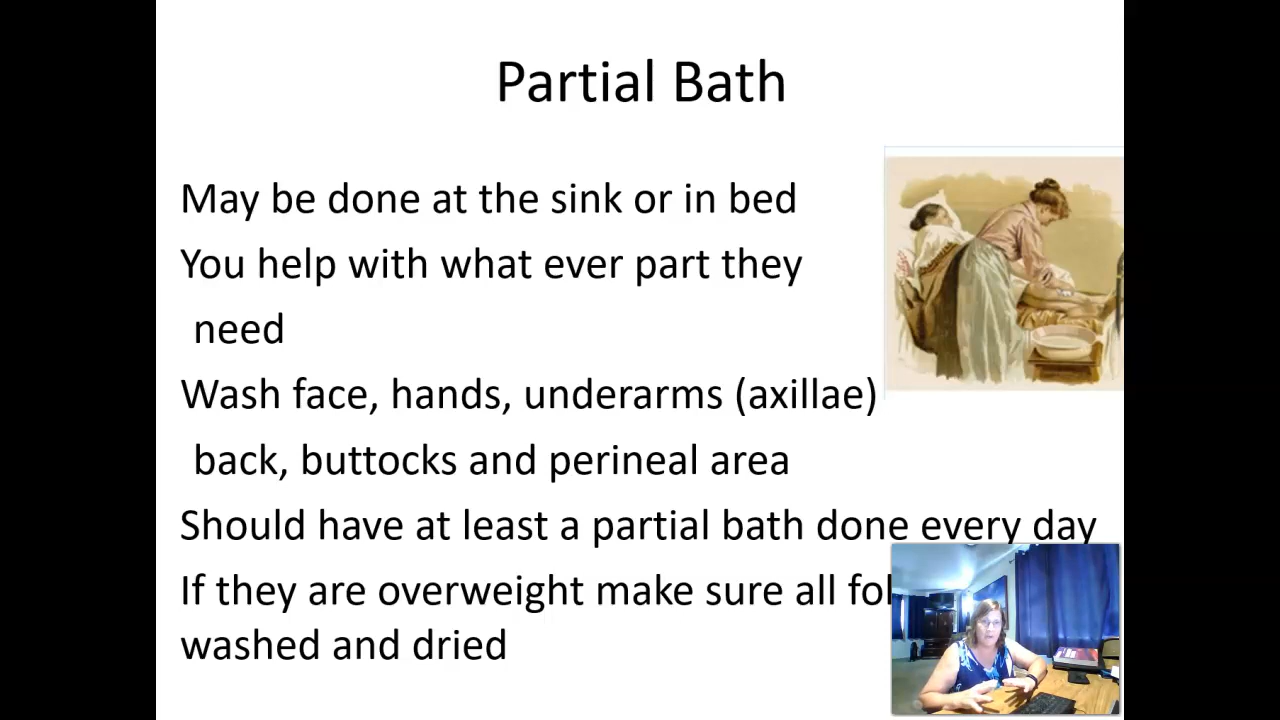 Partial Bath
May be done at the sink or in bed
You help with what ever part they
need
Wash face, hands, underarms (axillae)
back, buttocks and perineal area
Should have at least a partial bath done every day
If they are overweight make sure all
washed and dried